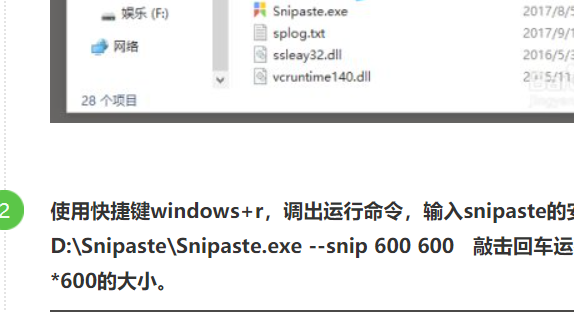 娱乐 (F:)
网络
28 个项目
Snipaste.exe
splog.txt
ssleay32.dll
vcruntime140.dll
2017/8/5
2017/9/1
2016/5/3
2015/11
2
使用快捷键windows+r，调出运行命令，输入snipaste的安
D:\Snipaste\Snipaste.exe --snip 600 600 敲击回车运
*600的大小。